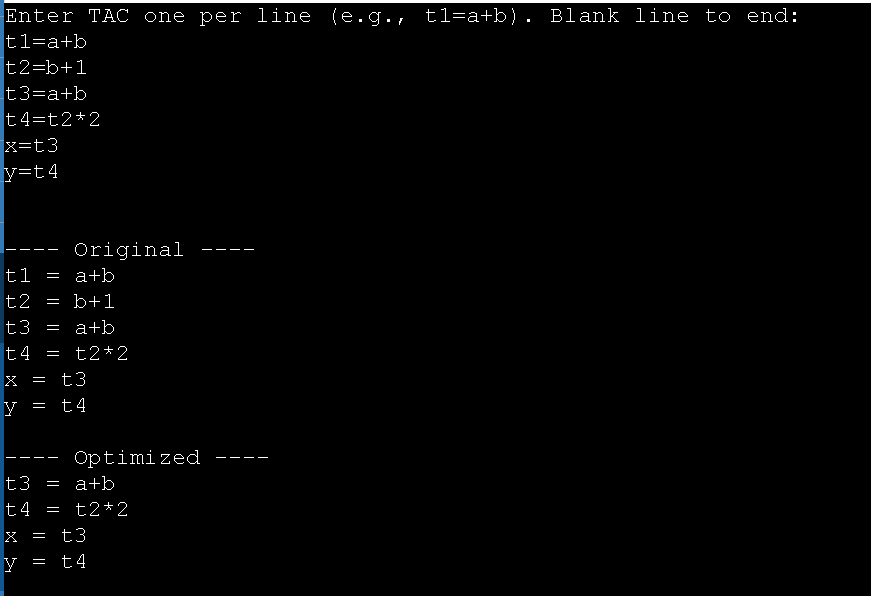 Enter TAC one per line (e.g., t1=a+b). Blank line to end:
t1=a+b
t2=b+1
t3=a+b
t4=t2*2
x=t3
y=t4
---- Original ----
t1 = a+b
t2 = b+1
t3 = a+b
t4 = t2*2
x = t3
y = t4
---- Optimized ----
t3 = a+b
t4 = t2*2
x = t3
y = t4